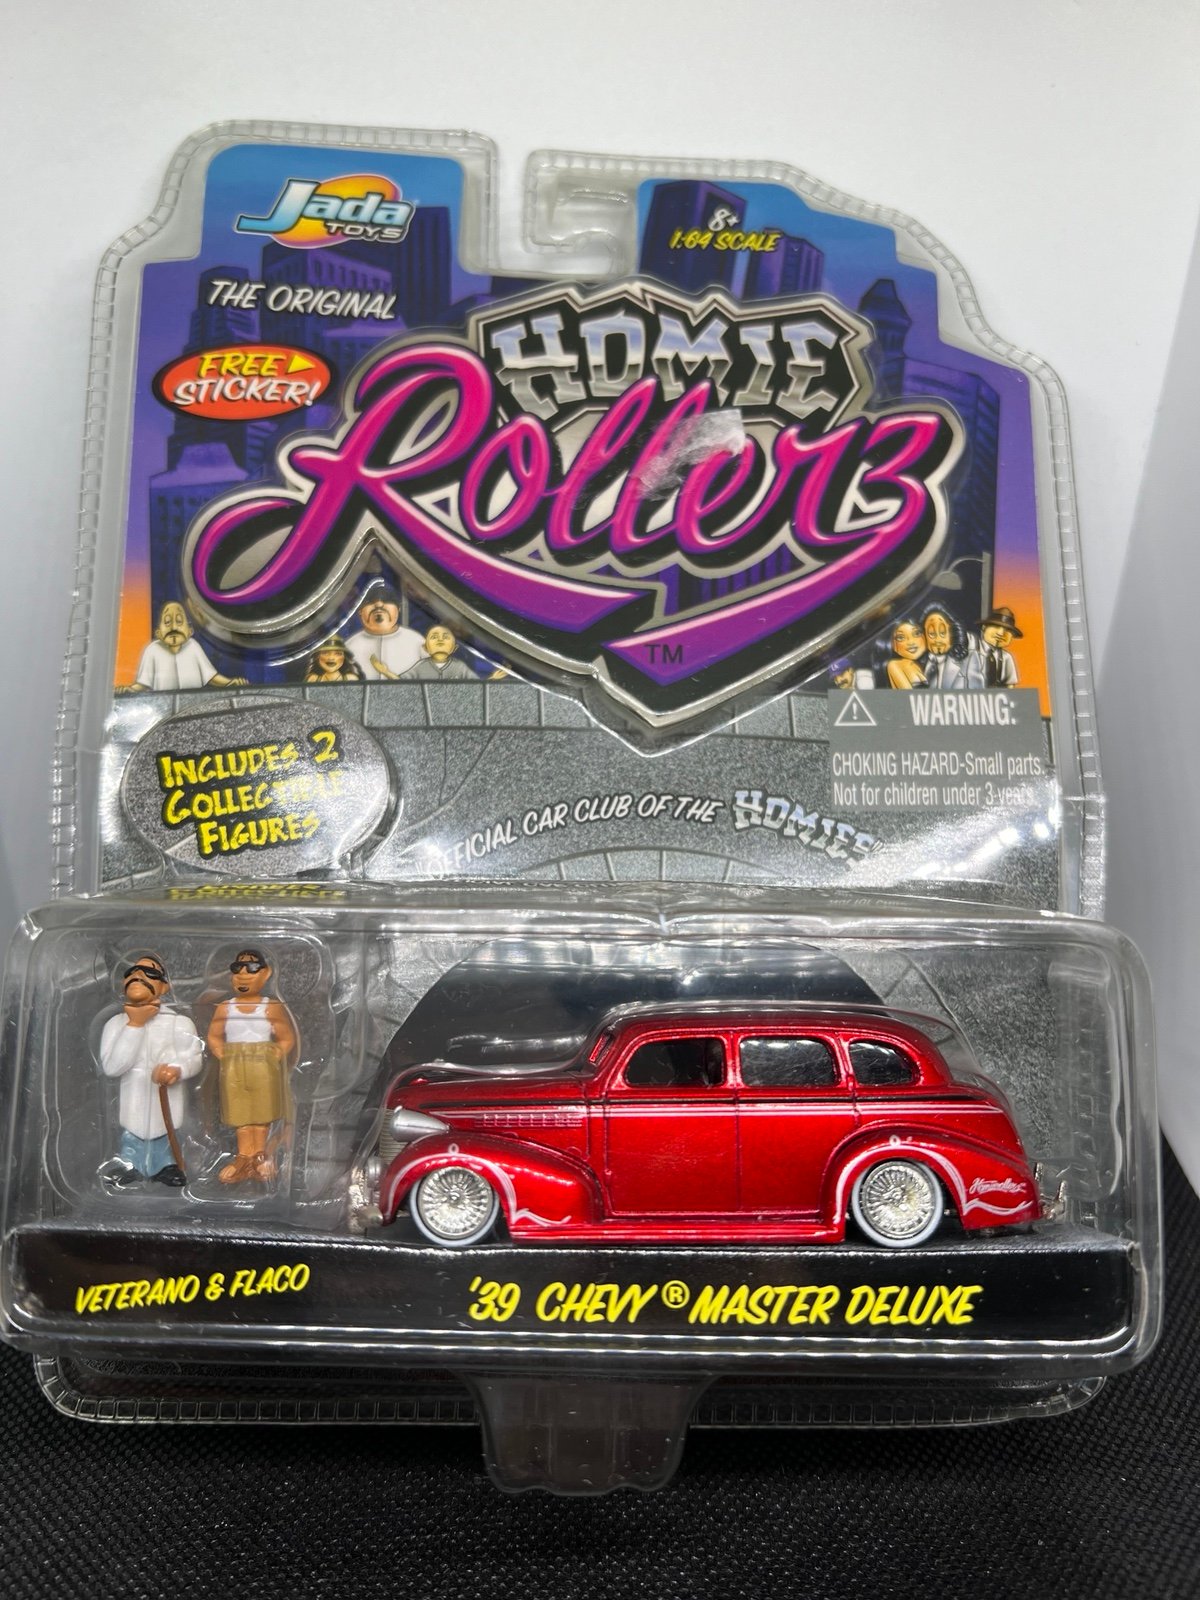 Jada
TOYS
8+
1:64 SCALE
THE ORIGINAL
HOMIE
Rollerz
TM
FREE
STICKER!
INCLUDES 2
COLLECTIBLE
FIGURES
WARNING:
CHOKING HAZARD-Small parts.
Not for children under 3 years.
OFFICIAL CAR CLUB OF THE HOMIES
VETERANO & FLACO
'39 CHEVY® MASTER DELUXE